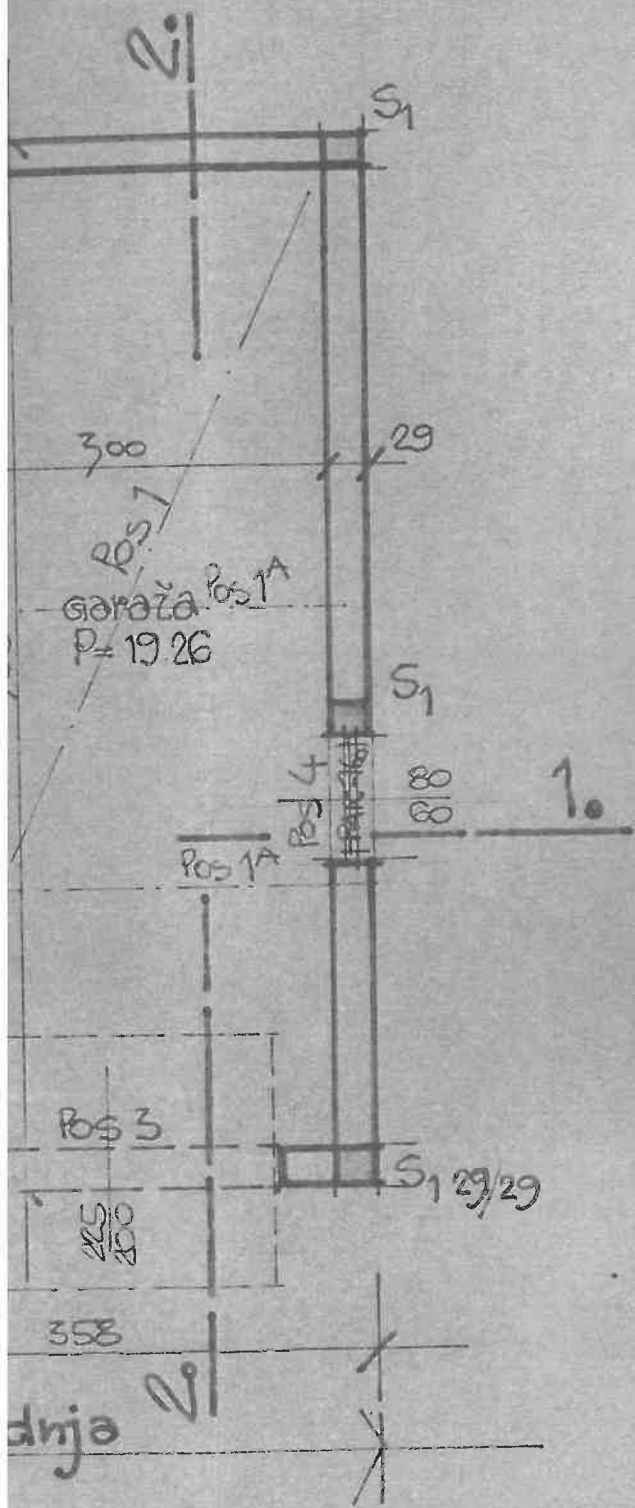 2.
S1
300
29
POS 1
Pos 1A
Garaža
P= 19.26
S1
POS 4
80
60
1.
Pos 1A
POS 3
S1 29/29
225
200
358
2.
dnja